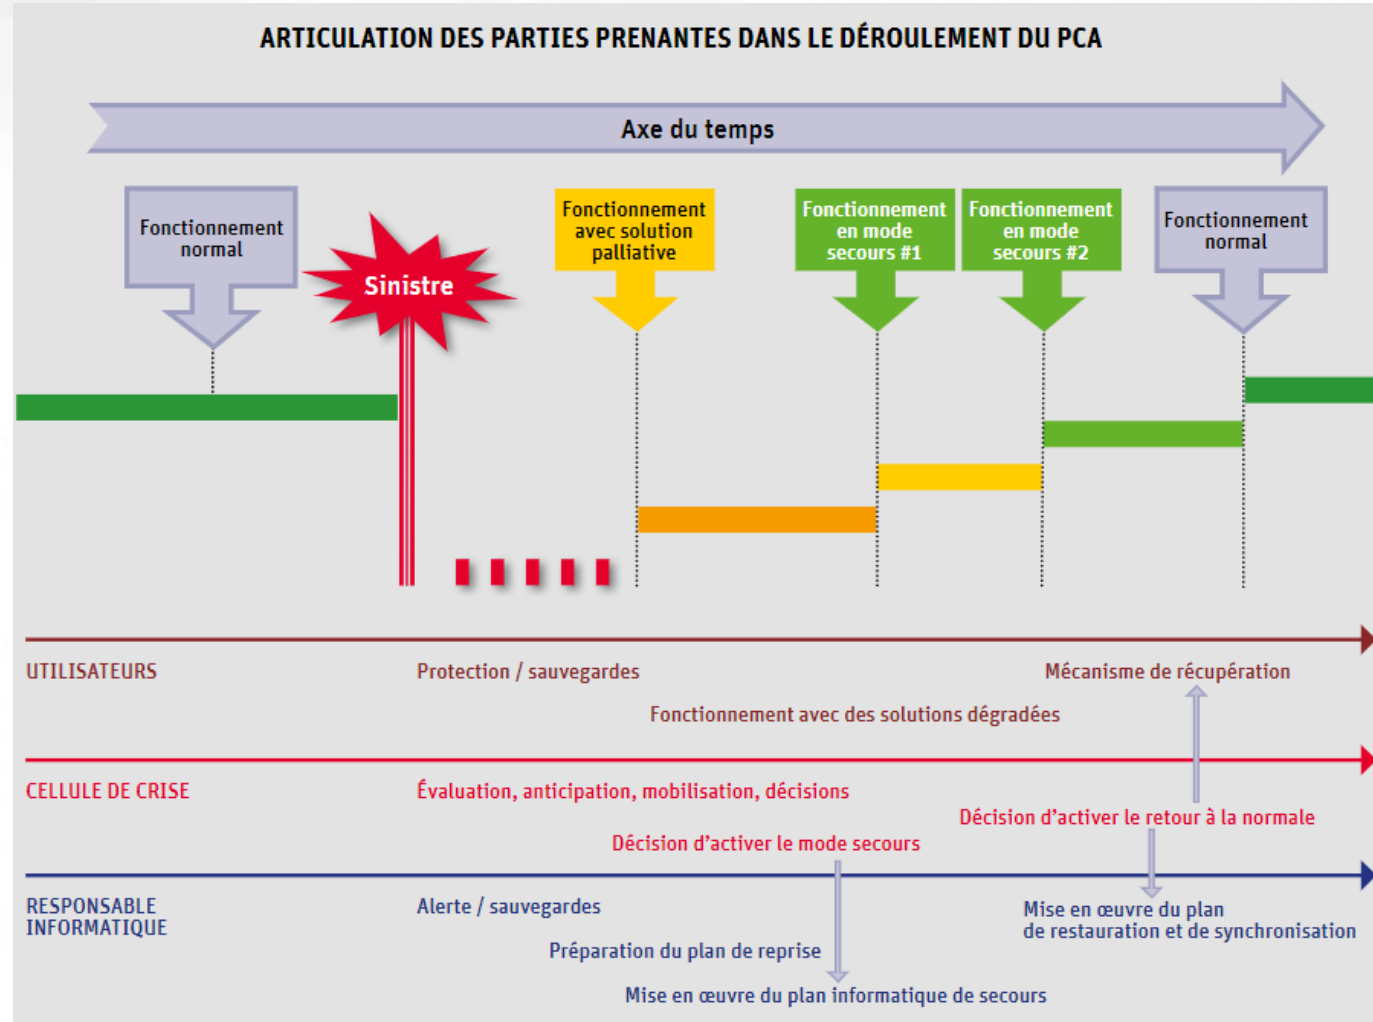 ARTICULATION DES PARTIES PRENANTES DANS LE DÉROULEMENT DU PCA
Axe du temps
Fonctionnement
normal
Sinistre
Fonctionnement
avec solution
palliative
Fonctionnement
en mode
secours #1
Fonctionnement
en mode
secours #2
Fonctionnement
normal
UTILISATEURS
Protection / sauvegardes
Mécanisme de récupération
Fonctionnement avec des solutions dégradées
CELLULE DE CRISE
Évaluation, anticipation, mobilisation, décisions
Décision d’activer le retour à la normale
Décision d’activer le mode secours
RESPONSABLE
INFORMATIQUE
Alerte / sauvegardes
Mise en œuvre du plan
de restauration et de synchronisation
Préparation du plan de reprise
Mise en œuvre du plan informatique de secours